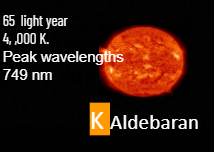 65 light year
4, ,000 K.
Peak wavelengths
749 nm
K Aldebaran